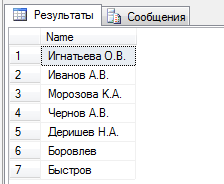 Результаты Сообщения
Name
1 Игнатьева О.В.
2 Иванов А.В.
3 Морозова К.А.
4 Чернов А.В.
5 Деришев Н.А.
6 Боровлев
7 Быстров